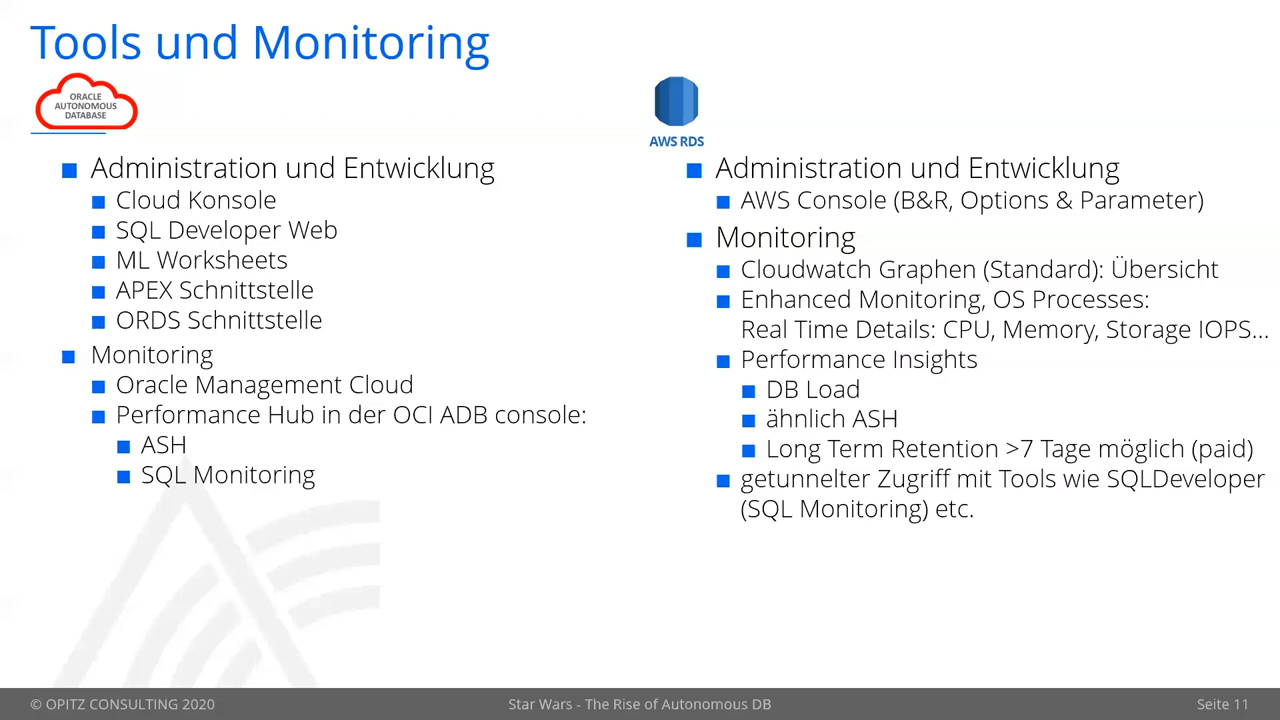 Tools und Monitoring
ORACLE
AUTONOMOUS
DATABASE
Administration und Entwicklung
Cloud Konsole
SQL Developer Web
ML Worksheets
APEX Schnittstelle
ORDS Schnittstelle
Monitoring
Oracle Management Cloud
Performance Hub in der OCI ADB console:
ASH
SQL Monitoring
AWS RDS
Administration und Entwicklung
AWS Console (B&R, Options & Parameter)
Monitoring
Cloudwatch Graphen (Standard): Übersicht
Enhanced Monitoring, OS Processes:
Real Time Details: CPU, Memory, Storage IOPS...
Performance Insights
DB Load
ähnlich ASH
Long Term Retention >7 Tage möglich (paid)
getunnelter Zugriff mit Tools wie SQLDeveloper
(SQL Monitoring) etc.
© OPITZ CONSULTING 2020
Star Wars - The Rise of Autonomous DB
Seite 11